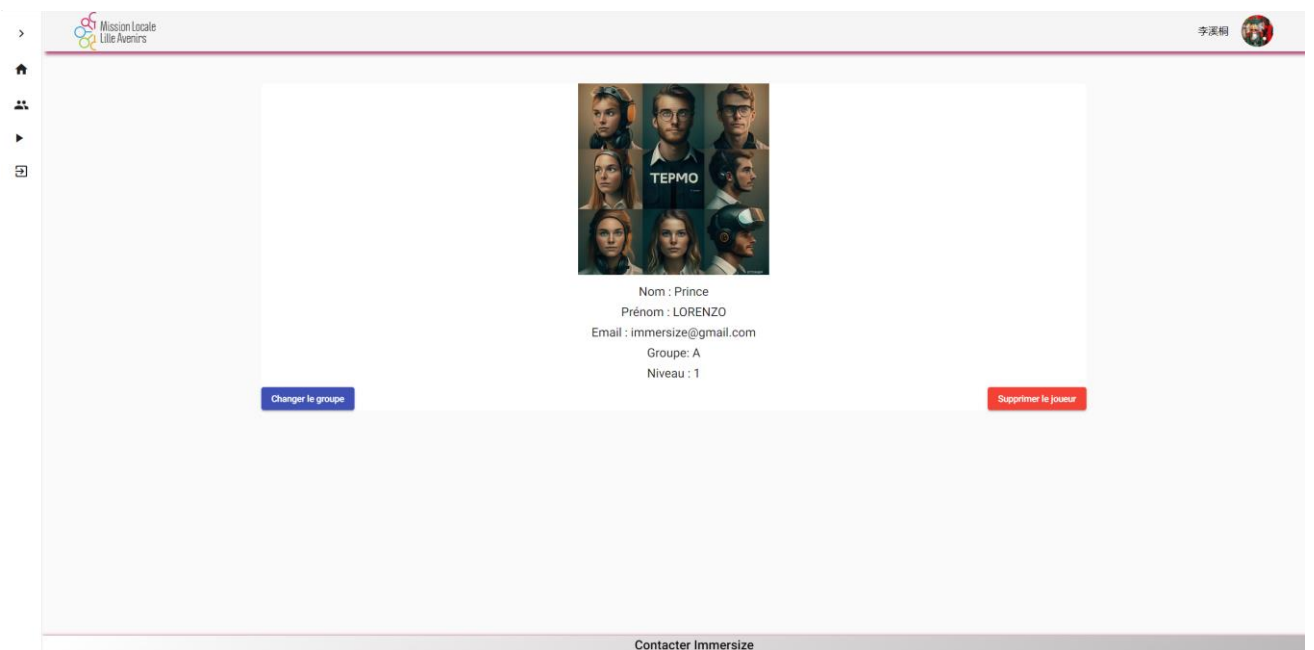 Mission Locale
Lille Avenirs
李溪桐
TEPMO
Nom : Prince
Prénom : LORENZO
Email : immersize@gmail.com
Groupe: A
Niveau : 1
Changer le groupe
Supprimer le joueur
Contacter Immersize